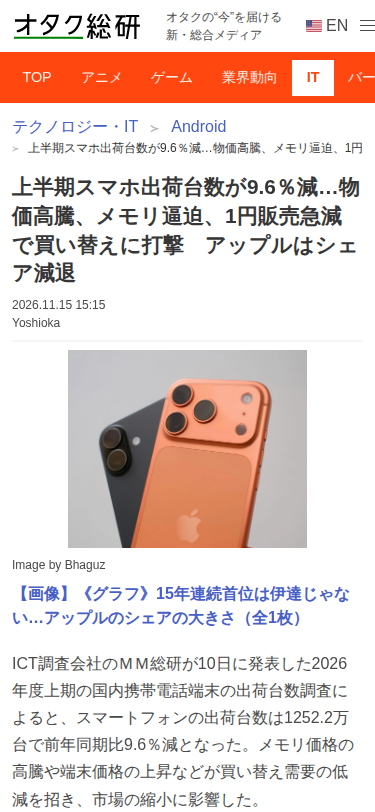 オタク総研
オタクの“今”を届ける
新・総合メディア
EN
TOP
アニメ
ゲーム
業界動向
IT
バー
テクノロジー・IT ＞ Android
＞ 上半期スマホ出荷台数が9.6％減…物価高騰、メモリ逼迫、1円
上半期スマホ出荷台数が9.6％減…物
価高騰、メモリ逼迫、1円販売急減
で買い替えに打撃　アップルはシェ
ア減退
2026.11.15 15:15
Yoshioka
Image by Bhaguz
【画像】《グラフ》15年連続首位は伊達じゃな
い…アップルのシェアの大きさ（全1枚）
ICT調査会社のＭＭ総研が10日に発表した2026
年度上期の国内携帯電話端末の出荷台数調査に
よると、スマートフォンの出荷台数は1252.2万
台で前年同期比9.6％減となった。メモリ価格の
高騰や端末価格の上昇などが買い替え需要の低
減を招き、市場の縮小に影響した。